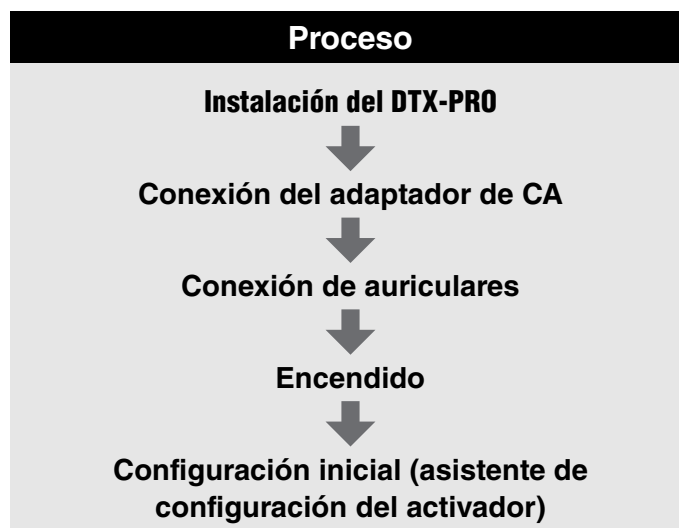 Proceso
Instalación del DTX-PRO
Conexión del adaptador de CA
Conexión de auriculares
Encendido
Configuración inicial (asistente de
configuración del activador)